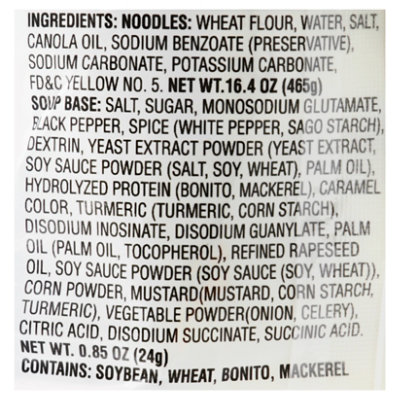 INGREDIENTS: NOODLES: WHEAT FLOUR, WATER, SALT,
CANOLA OIL, SODIUM BENZOATE (PRESERVATIVE),
SODIUM CARBONATE, POTASSIUM CARBONATE,
FD&C YELLOW NO. 5. NET WT.16.4 OZ (465g)
SOUP BASE: SALT, SUGAR, MONOSODIUM GLUTAMATE,
BLACK PEPPER, SPICE (WHITE PEPPER, SAGO STARCH),
DEXTRIN, YEAST EXTRACT POWDER (YEAST EXTRACT,
SOY SAUCE POWDER (SALT, SOY, WHEAT), PALM OIL),
HYDROLYZED PROTEIN (BONITO, MACKEREL), CARAMEL
COLOR, TURMERIC (TURMERIC, CORN STARCH),
DISODIUM INOSINATE, DISODIUM GUANYLATE, PALM
OIL (PALM OIL, TOCOPHEROL), REFINED RAPESEED
OIL, SOY SAUCE POWDER (SOY SAUCE (SOY, WHEAT)),
CORN POWDER, MUSTARD(MUSTARD, CORN STARCH,
TURMERIC), VEGETABLE POWDER(ONION, CELERY),
CITRIC ACID, DISODIUM SUCCINATE, SUCCINIC ACID.
NET WT. 0.85 OZ (24g)
CONTAINS: SOYBEAN, WHEAT, BONITO, MACKEREL